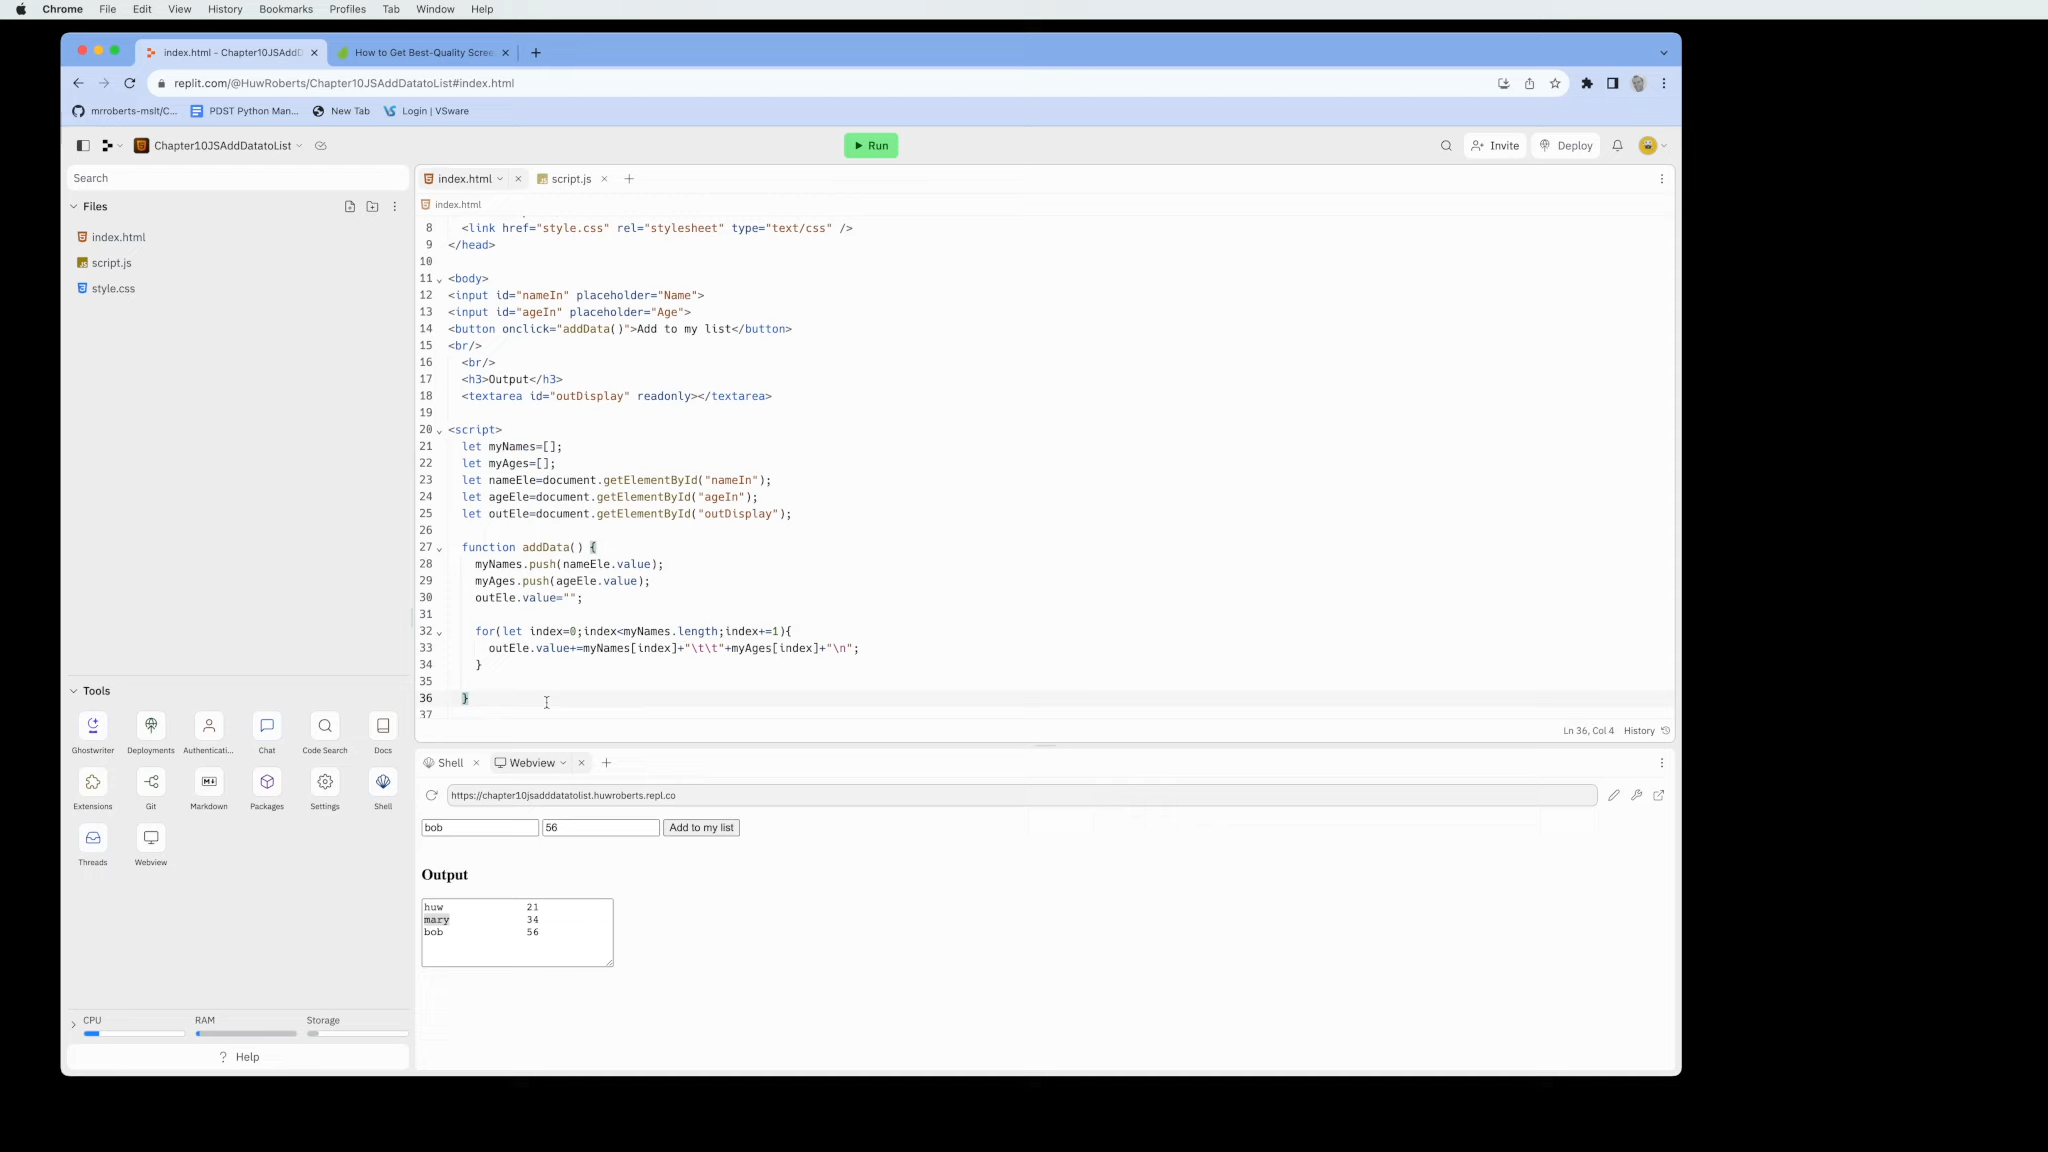 Chrome File Edit View History Bookmarks Profiles Tab Window Help
index.html - Chapter10JSAddD
How to Get Best-Quality Scree
replit.com/@HuwRoberts/Chapter10JSAddDatatoList#index.html
mrroberts-mslt/C... PDST Python Man... New Tab Login | VSware
Chapter10JSAddDatatoList
Run
Invite
Deploy
Search
Files
index.html
script.js
style.css
index.html
script.js
index.html
8 <link href="style.css" rel="stylesheet" type="text/css" />
9 </head>
10
11 <body>
12 <input id="nameIn" placeholder="Name">
13 <input id="ageIn" placeholder="Age">
14 <button onclick="addData()">Add to my list</button>
15 <br/>
16 <br/>
17 <h3>Output</h3>
18 <textarea id="outDisplay" readonly></textarea>
19
20 <script>
21 let myNames=[];
22 let myAges=[];
23 let nameEle=document.getElementById("nameIn");
24 let ageEle=document.getElementById("ageIn");
25 let outEle=document.getElementById("outDisplay");
26
27 function addData() {
28 myNames.push(nameEle.value);
29 myAges.push(ageEle.value);
30 outEle.value="";
31
32 for(let index=0;index<myNames.length;index+=1){
33 outEle.value+=myNames[index]+"\t\t"+myAges[index]+"\n";
34 }
35
36 }
37
Ln 36, Col 4 History
Tools
Ghostwriter Deployments Authenticati... Chat Code Search Docs
Extensions Git Markdown Packages Settings Shell
Threads Webview
CPU RAM Storage
? Help
Shell
Webview
https://chapter10jsadddatatolist.huwroberts.repl.co
bob 56 Add to my list
Output
huw 21
mary 34
bob 56